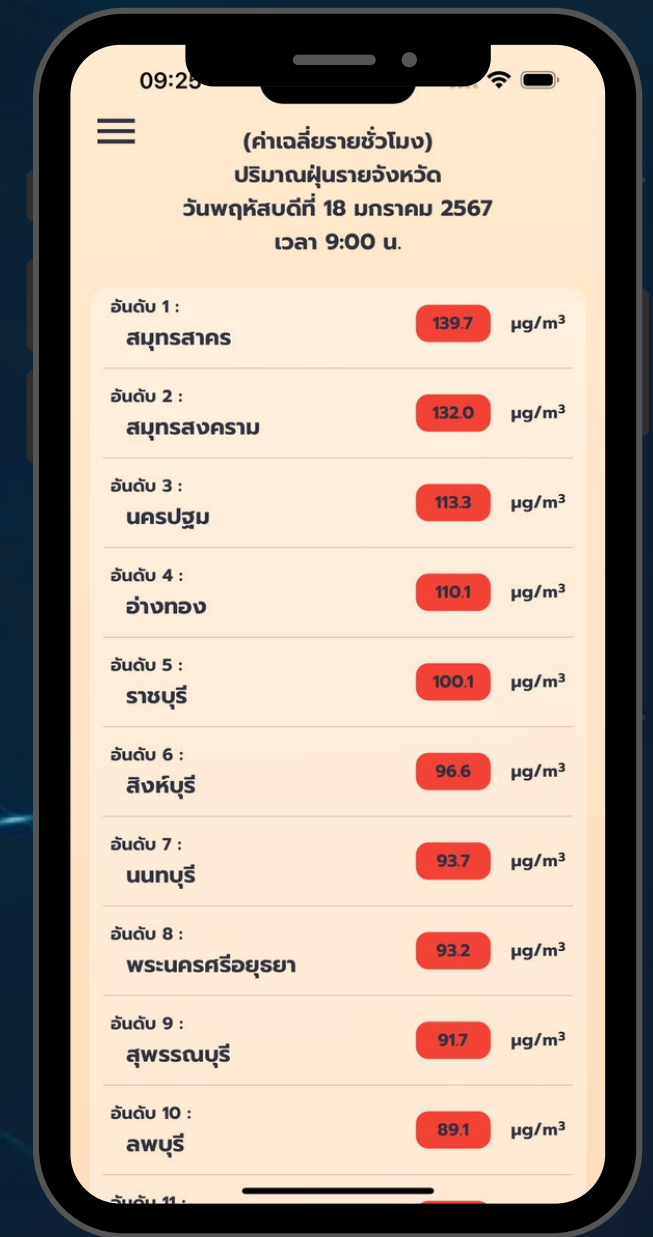 09:25
(ค่าเฉลี่ยรายชั่วโมง)
ปริมาณฝุ่นรายจังหวัด
วันพฤหัสบดีที่ 18 มกราคม 2567
เวลา 9:00 น.
อันดับ 1 :
สมุทรสาคร 139.7 µg/m³
อันดับ 2 :
สมุทรสงคราม 132.0 µg/m³
อันดับ 3 :
นครปฐม 113.3 µg/m³
อันดับ 4 :
อ่างทอง 110.1 µg/m³
อันดับ 5 :
ราชบุรี 100.1 µg/m³
อันดับ 6 :
สิงห์บุรี 96.6 µg/m³
อันดับ 7 :
นนทบุรี 93.7 µg/m³
อันดับ 8 :
พระนครศรีอยุธยา 93.2 µg/m³
อันดับ 9 :
สุพรรณบุรี 91.7 µg/m³
อันดับ 10 :
ลพบุรี 89.1 µg/m³
อันดับ 11 :